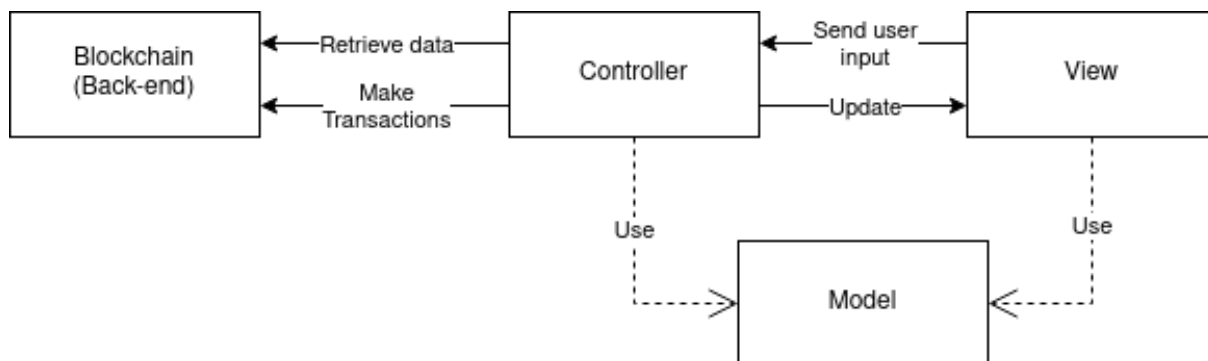 Blockchain
(Back-end)
Retrieve data
Make
Transactions
Controller
Send user
input
Update
View
Use
Use
Model